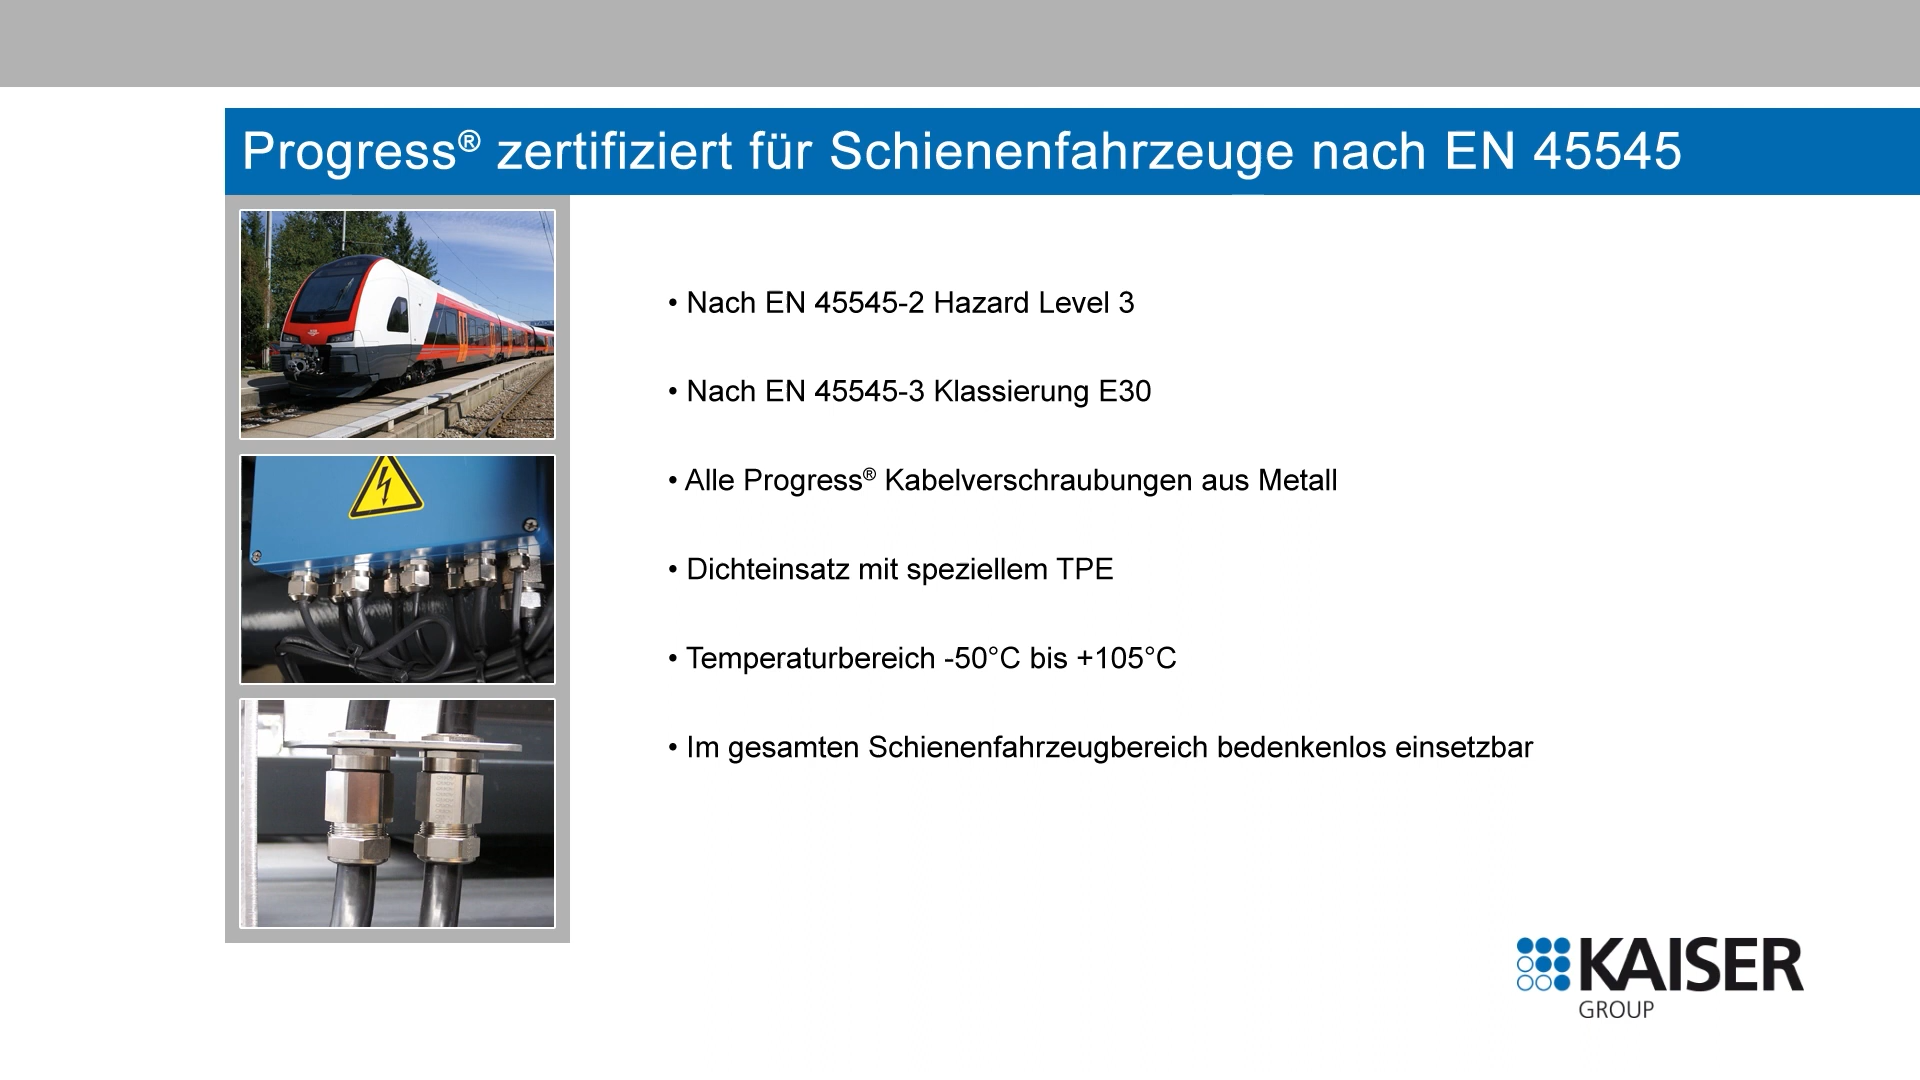 Progress® zertifiziert für Schienenfahrzeuge nach EN 45545
• Nach EN 45545-2 Hazard Level 3
• Nach EN 45545-3 Klassierung E30
• Alle Progress® Kabelverschraubungen aus Metall
• Dichteinsatz mit speziellem TPE
• Temperaturbereich -50°C bis +105°C
• Im gesamten Schienenfahrzeugbereich bedenkenlos einsetzbar
KAISER
GROUP